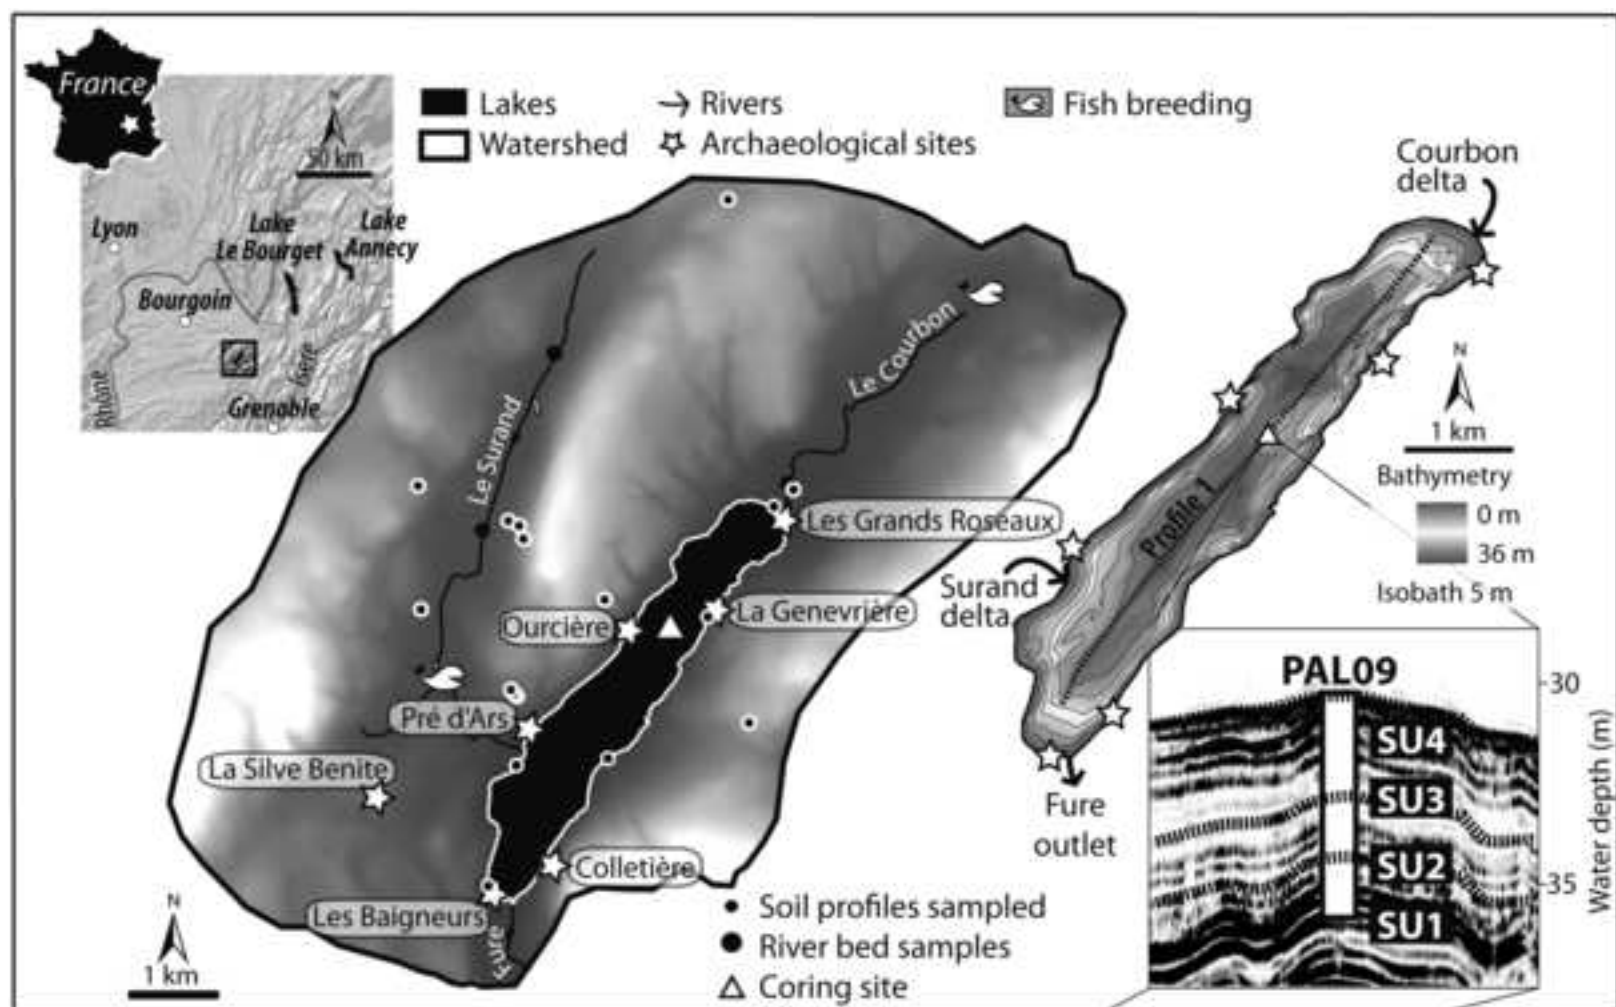 France
N
50 km
Lyon
Lake
Le Bourget
Lake
Annecy
Bourgoin
Rhône
Isère
Grenoble
Lakes
Watershed
Rivers
Archaeological sites
Fish breeding
Le Surand
Le Courbon
Les Grands Roseaux
La Genevrière
Ourcière
Pré d'Ars
La Silve Benite
Colletière
Les Baigneurs
Fure
N
1 km
Soil profiles sampled
River bed samples
Coring site
Courbon
delta
N
1 km
Bathymetry
0 m
36 m
Isobath 5 m
Profile 1
Surand
delta
Fure
outlet
PAL09
SU4
SU3
SU2
SU1
30
35
Water depth (m)